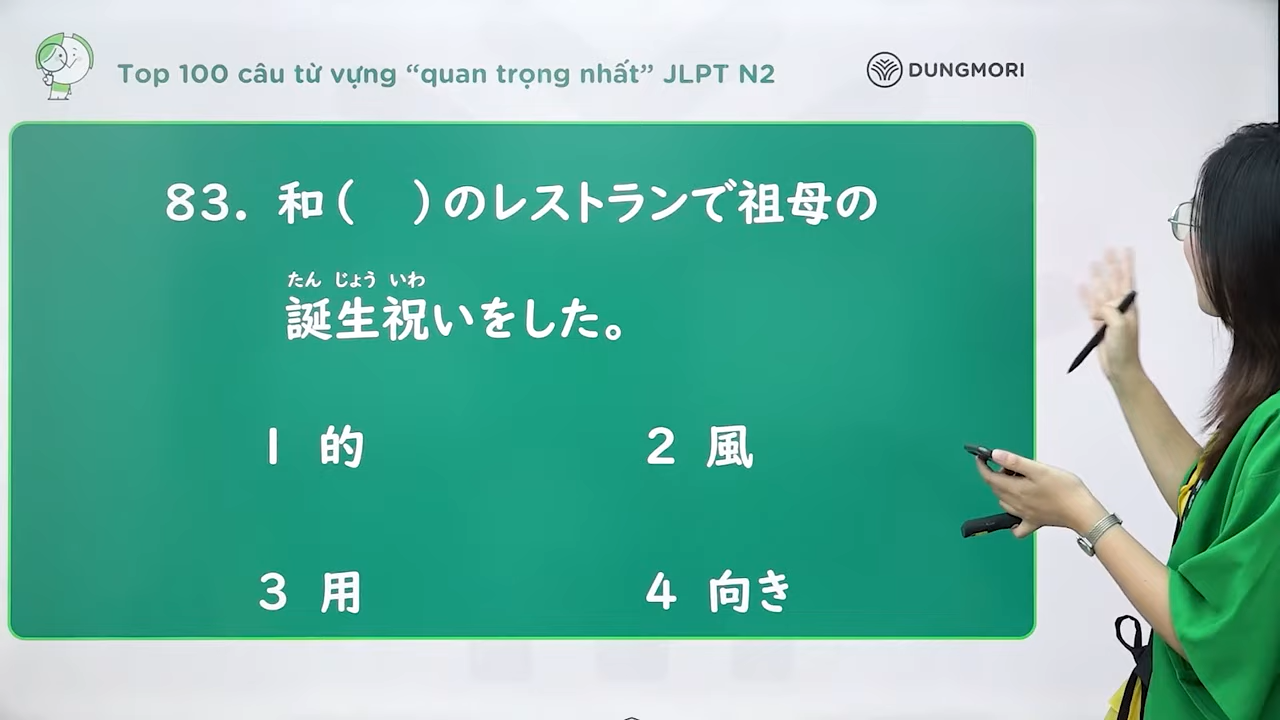 Top 100 câu từ vựng “quan trọng nhất” JLPT N2
DUNGMORI
83. 和(　)のレストランで祖母の
たん じょう いわ
誕生祝いをした。
1 的
2 風
3 用
4 向き